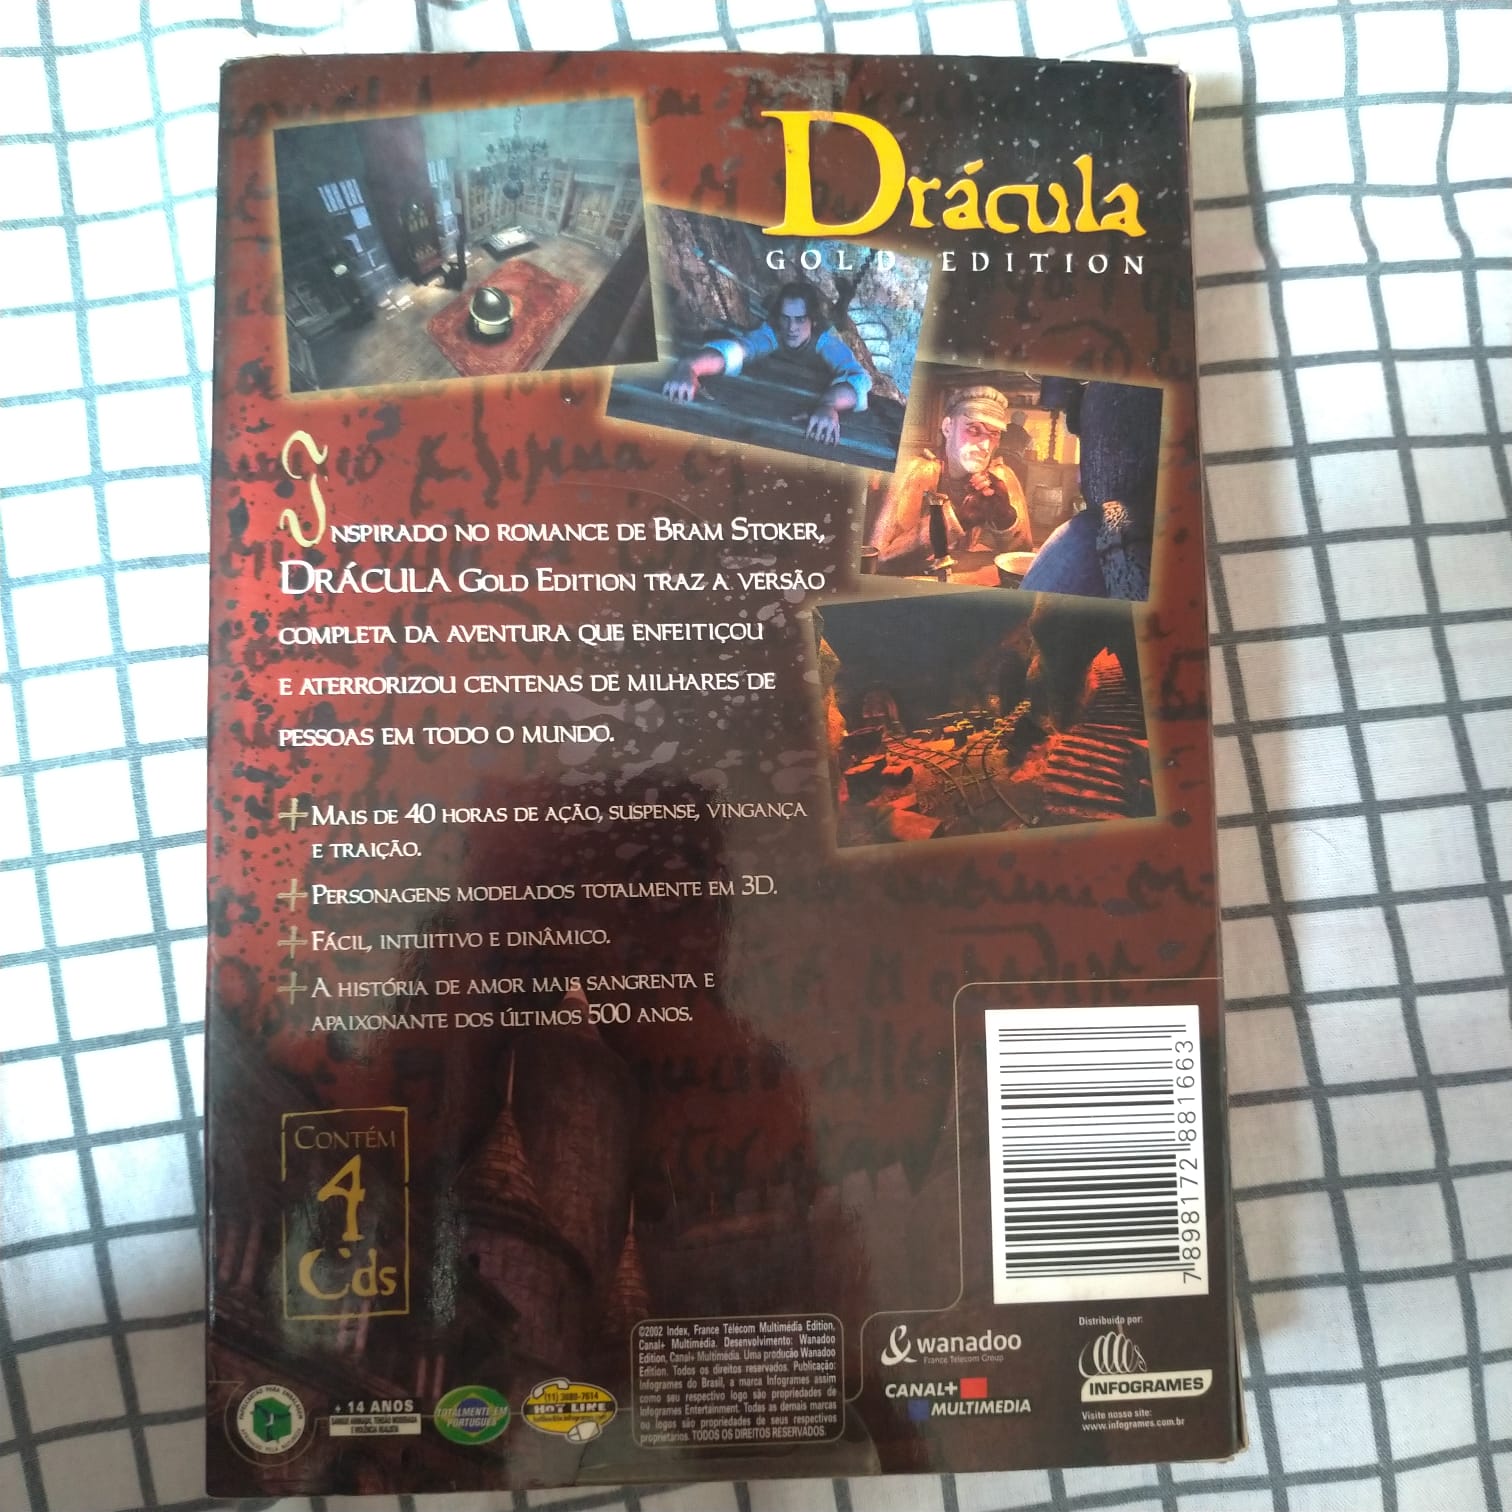 Drácula
GOLD EDITION
INSPIRADO NO ROMANCE DE BRAM STOKER,
DRÁCULA GOLD EDITION TRAZ A VERSÃO
COMPLETA DA AVENTURA QUE ENFEITIÇOU
E ATERRORIZOU CENTENAS DE MILHARES DE
PESSOAS EM TODO O MUNDO.
MAIS DE 40 HORAS DE AÇÃO, SUSPENSE, VINGANÇA
E TRAIÇÃO.
PERSONAGENS MODELADOS TOTALMENTE EM 3D.
FÁCIL, INTUITIVO E DINÂMICO.
A HISTÓRIA DE AMOR MAIS SANGRENTA E
APAIXONANTE DOS ÚLTIMOS 500 ANOS.
CONTÉM
4
Cds
7898172881663
+ 14 ANOS
TOTALMENTE EM
PORTUGUÊS
(11) 3889-7614
HOT LINE
©2002 Index, France Télécom Multimédia Edition,
Canal+ Multimédia. Desenvolvimento: Wanadoo
Edition, Canal+ Multimédia. Uma produção Wanadoo
Edition. Todos os direitos reservados. Publicação:
Infogrames do Brasil, a marca Infogrames assim
como seu respectivo logo são propriedades de
Infogrames Entertainment. Todas as demais marcas
ou logos são propriedades de seus respectivos
proprietários. TODOS OS DIREITOS RESERVADOS.
wanadoo
France Telecom Group
CANAL+
MULTIMEDIA
Distribuído por:
INFOGRAMES
Visite nosso site:
www.infogrames.com.br